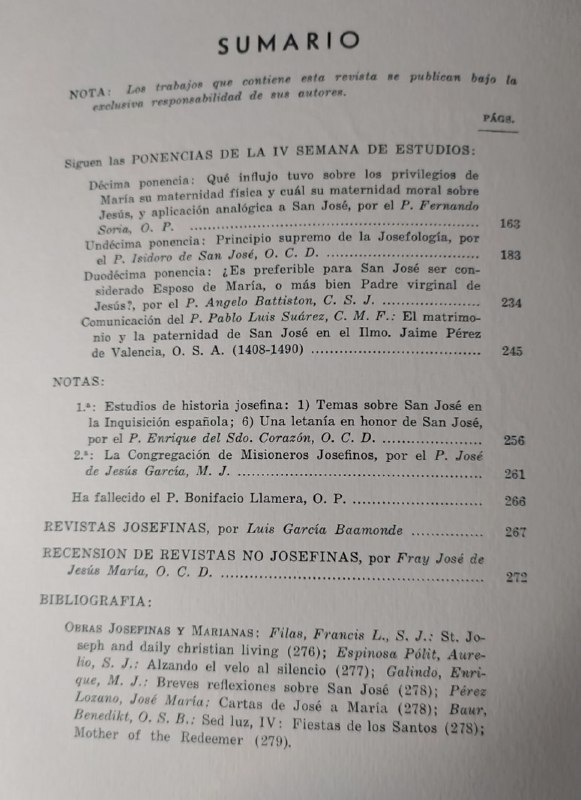 SUMARIO
NOTA: Los trabajos que contiene esta revista se publican bajo la
exclusiva responsabilidad de sus autores.
PÁGS.
Siguen las PONENCIAS DE LA IV SEMANA DE ESTUDIOS:
Décima ponencia: Qué influjo tuvo sobre los privilegios de
María su maternidad física y cuál su maternidad moral sobre
Jesús, y aplicación analógica a San José, por el P. Fernando
Soria, O. P. .......................................... 163
Undécima ponencia: Principio supremo de la Josefología, por
el P. Isidoro de San José, O. C. D. ....................... 183
Duodécima ponencia: ¿Es preferible para San José ser con-
siderado Esposo de María, o más bien Padre virginal de
Jesús?, por el P. Angelo Battiston, C. S. J. ................ 234
Comunicación del P. Pablo Luis Suárez, C. M. F.: El matrimo-
nio y la paternidad de San José en el Ilmo. Jaime Pérez
de Valencia, O. S. A. (1408-1490) .......................... 245
NOTAS:
1.ª: Estudios de historia josefina: 1) Temas sobre San José en
la Inquisición española; 6) Una letanía en honor de San José,
por el P. Enrique del Sdo. Corazón, O. C. D. ................ 256
2.ª: La Congregación de Misioneros Josefinos, por el P. José
de Jesús García, M. J. ..................................... 261
Ha fallecido el P. Bonifacio Llamera, O. P. .................... 266
REVISTAS JOSEFINAS, por Luis García Baamonde .............. 267
RECENSION DE REVISTAS NO JOSEFINAS, por Fray José de
Jesús María, O. C. D. ........................................ 272
BIBLIOGRAFIA:
OBRAS JOSEFINAS Y MARIANAS: Filas, Francis L., S. J.: St. Jo-
seph and daily christian living (276); Espinosa Pólit, Aure-
lio, S. J.: Alzando el velo al silencio (277); Galindo, Enri-
que, M. J.: Breves reflexiones sobre San José (278); Pérez
Lozano, José María: Cartas de José a María (278); Baur,
Benedikt, O. S. B.: Sed luz, IV: Fiestas de los Santos (278);
Mother of the Redeemer (279).